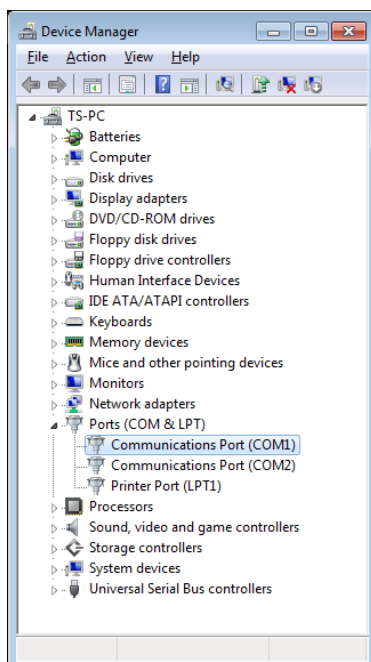 Device Manager
File Action View Help
TS-PC
Batteries
Computer
Disk drives
Display adapters
DVD/CD-ROM drives
Floppy disk drives
Floppy drive controllers
Human Interface Devices
IDE ATA/ATAPI controllers
Keyboards
Memory devices
Mice and other pointing devices
Monitors
Network adapters
Ports (COM & LPT)
Communications Port (COM1)
Communications Port (COM2)
Printer Port (LPT1)
Processors
Sound, video and game controllers
Storage controllers
System devices
Universal Serial Bus controllers